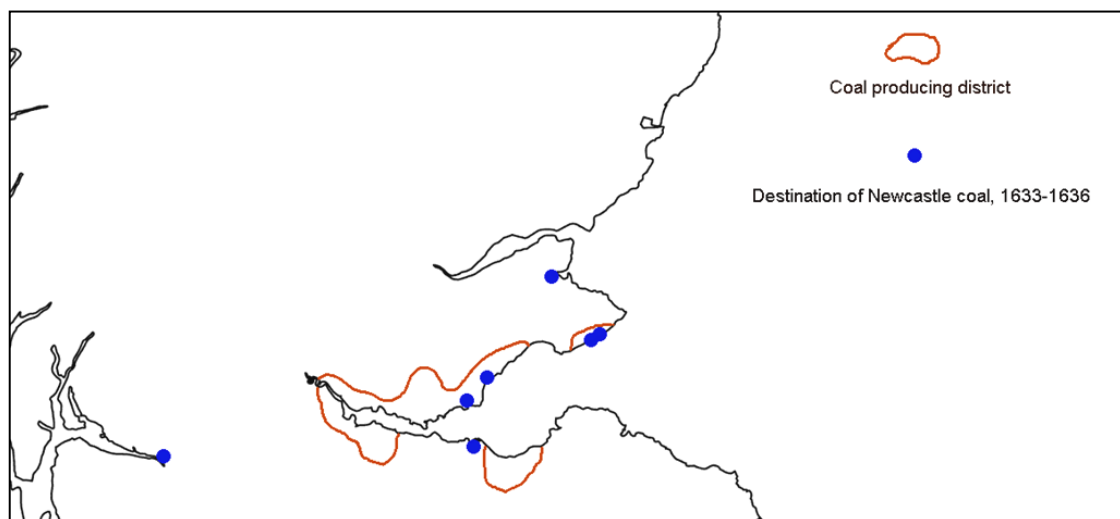 Coal producing district
Destination of Newcastle coal, 1633-1636